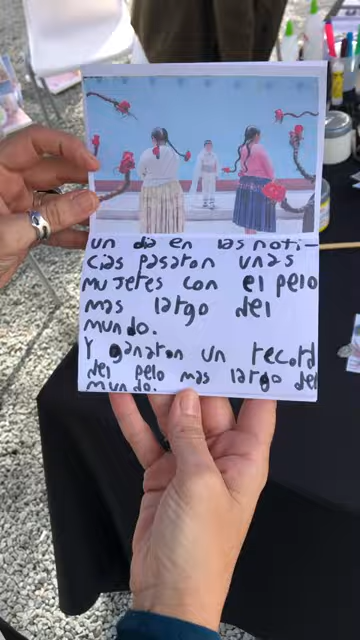 un dia en las noti-
cias pasaron unas
mujeres con el pelo
mas largo del
mundo.
Y ganaron un record
del pelo mas largo del
mundo.